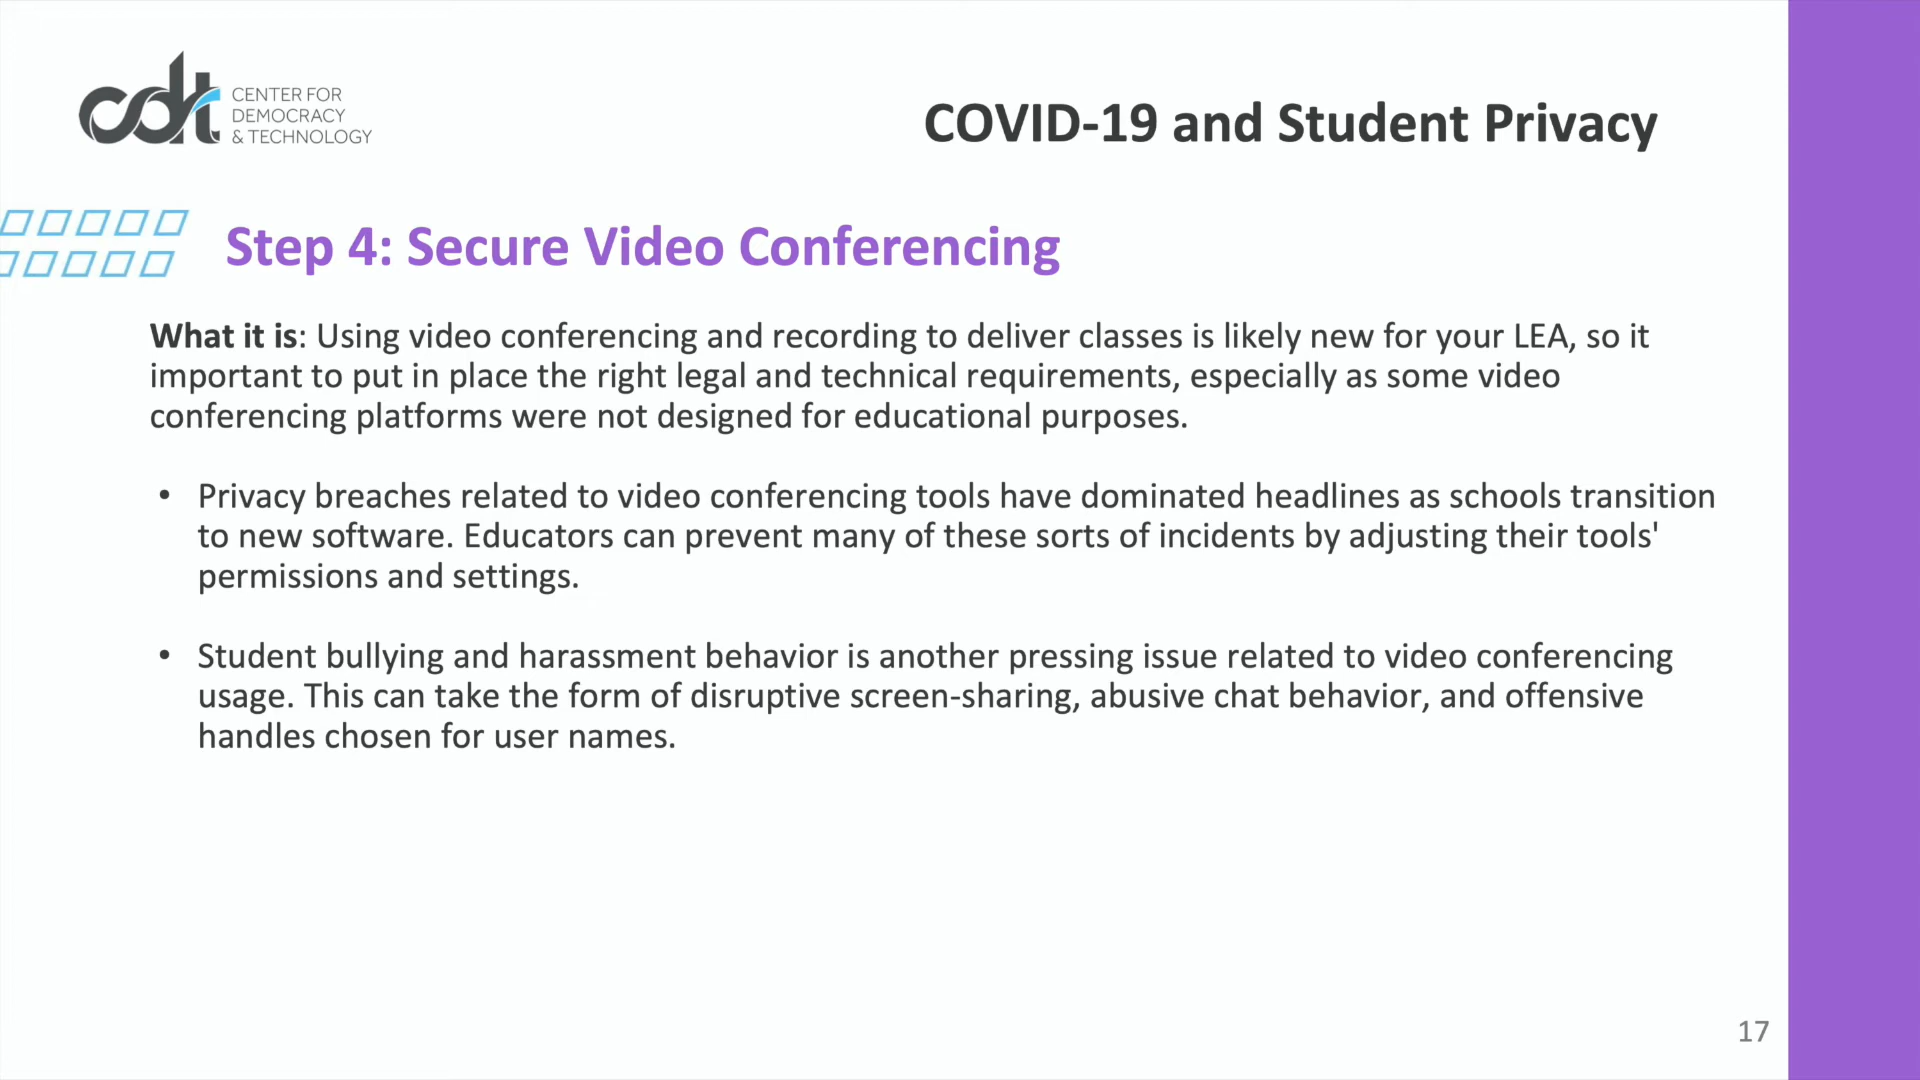 cdt
CENTER FOR
DEMOCRACY
& TECHNOLOGY
COVID-19 and Student Privacy
Step 4: Secure Video Conferencing
What it is: Using video conferencing and recording to deliver classes is likely new for your LEA, so it
important to put in place the right legal and technical requirements, especially as some video
conferencing platforms were not designed for educational purposes.
• Privacy breaches related to video conferencing tools have dominated headlines as schools transition
to new software. Educators can prevent many of these sorts of incidents by adjusting their tools'
permissions and settings.
• Student bullying and harassment behavior is another pressing issue related to video conferencing
usage. This can take the form of disruptive screen-sharing, abusive chat behavior, and offensive
handles chosen for user names.
17